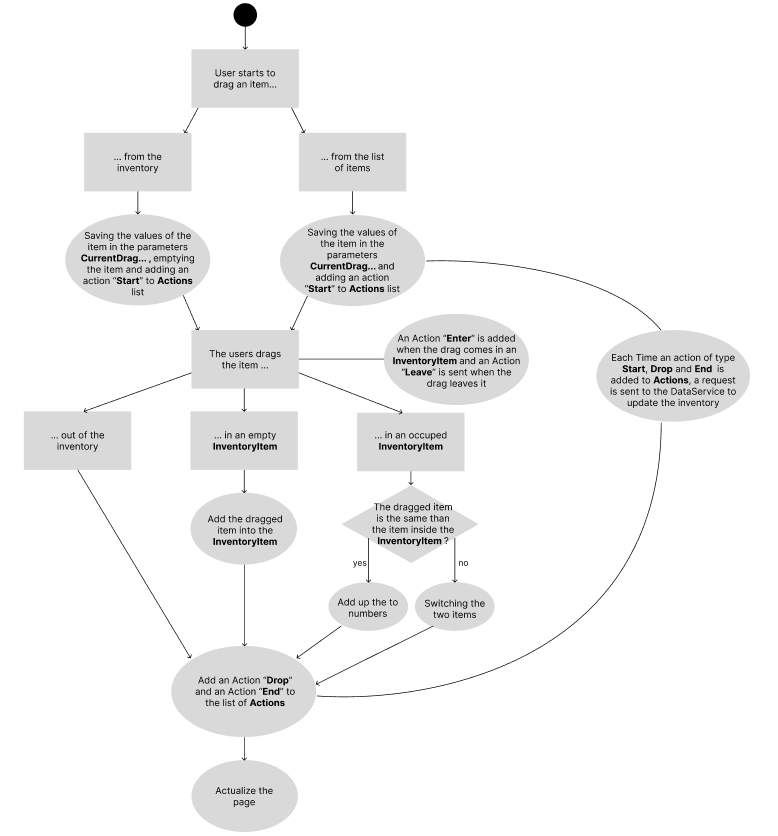 User starts to
drag an item...
... from the
inventory
... from the list
of items
Saving the values of the
item in the parameters
CurrentDrag... , emptying
the item and adding an
action “Start” to Actions
list
Saving the values of
the item in the
parameters
CurrentDrag... and
adding an action
“Start” to Actions list
The users drags
the item ...
An Action “Enter” is added
when the drag comes in an
InventoryItem and an Action
“Leave” is sent when the
drag leaves it
Each Time an action of type
Start, Drop and End is
added to Actions, a request
is sent to the DataService to
update the inventory
... out of the
inventory
... in an empty
InventoryItem
... in an occuped
InventoryItem
Add the dragged
item into the
InventoryItem
The dragged item
is the same than
the item inside the
InventoryItem ?
yes
no
Add up the to
numbers
Switching the
two items
Add an Action “Drop”
and an Action “End” to
the list of Actions
Actualize the
page